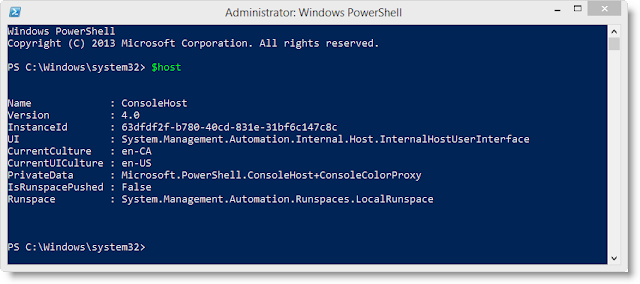 Administrator: Windows PowerShell
Windows PowerShell
Copyright (C) 2013 Microsoft Corporation. All rights reserved.
PS C:\Windows\system32> $host
Name : ConsoleHost
Version : 4.0
InstanceId : 63dfdf2f-b780-40cd-831e-31bf6c147c8c
UI : System.Management.Automation.Internal.Host.InternalHostUserInterface
CurrentCulture : en-CA
CurrentUICulture : en-US
PrivateData : Microsoft.PowerShell.ConsoleHost+ConsoleColorProxy
IsRunspacePushed : False
Runspace : System.Management.Automation.Runspaces.LocalRunspace
PS C:\Windows\system32>